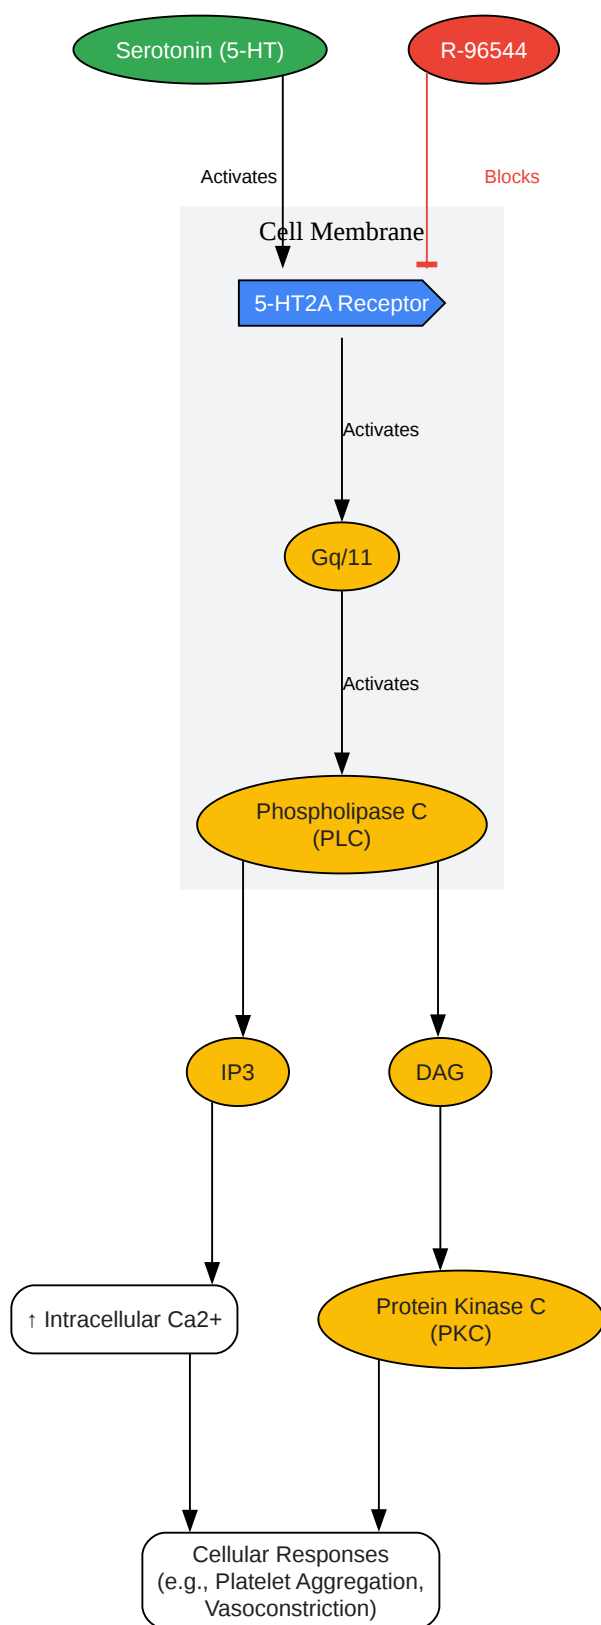 Serotonin (5-HT)
R-96544
Activates
Blocks
Cell Membrane
5-HT2A Receptor
Activates
Gq/11
Activates
Phospholipase C
(PLC)
IP3
DAG
↑ Intracellular Ca2+
Protein Kinase C
(PKC)
Cellular Responses
(e.g., Platelet Aggregation,
Vasoconstriction)